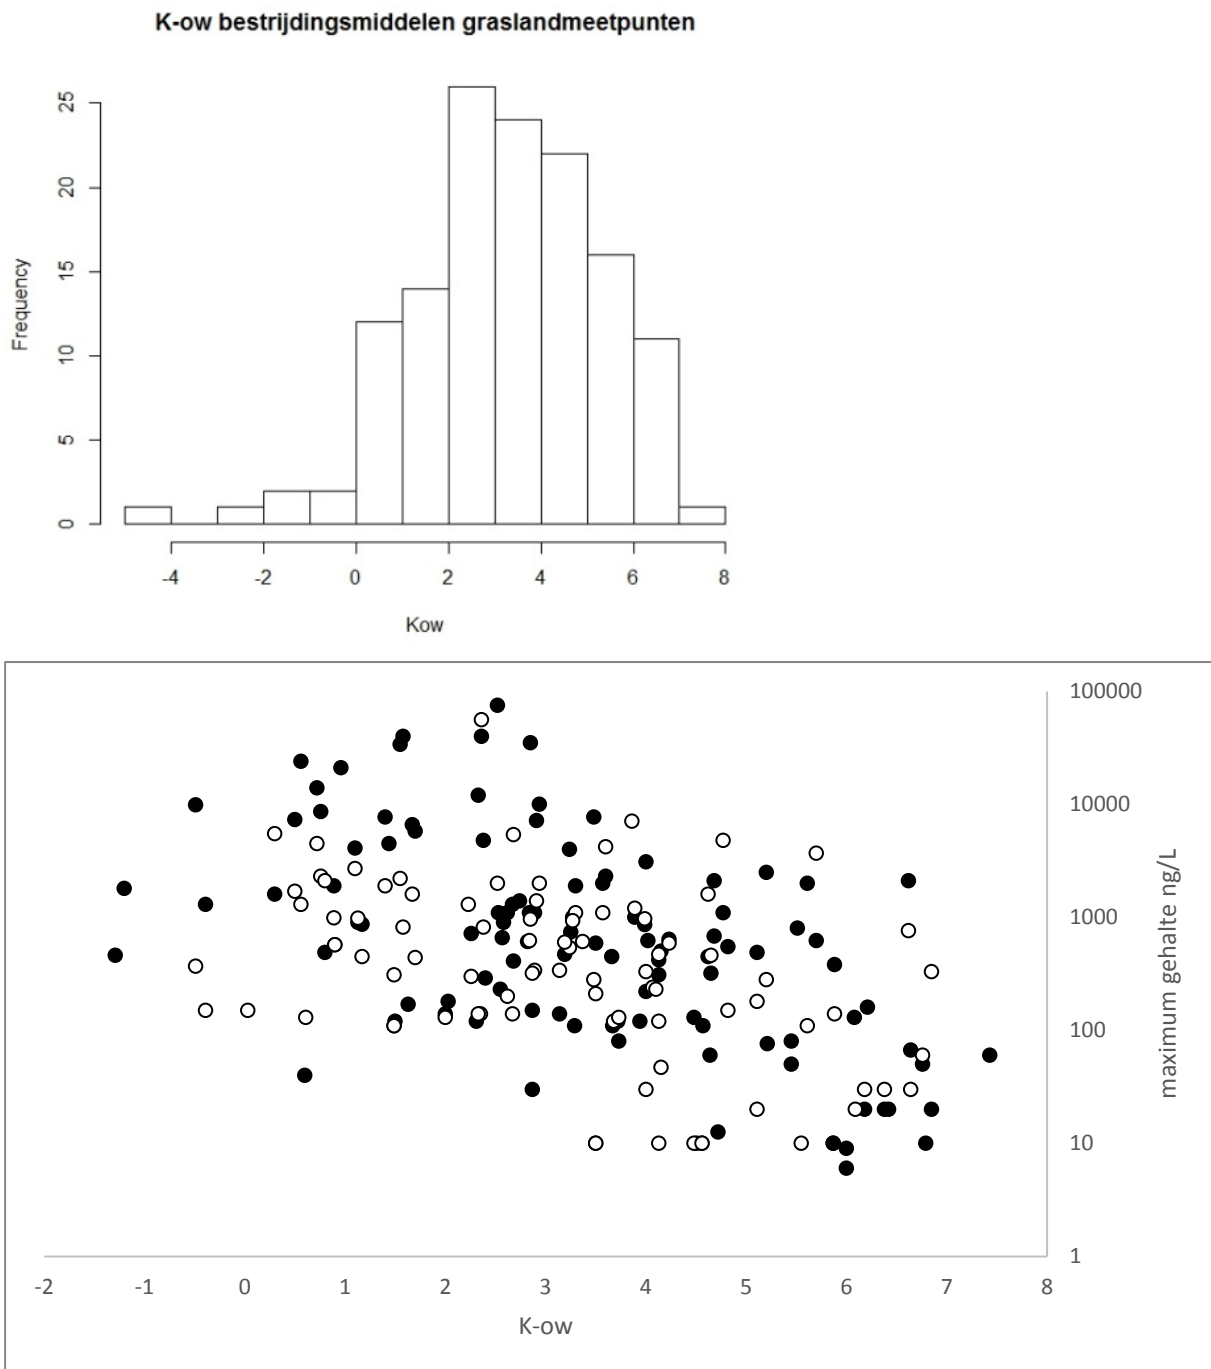 K-ow bestrijdingsmiddelen graslandmeetpunten
25
20
15
10
5
0
Frequency
-4 -2 0 2 4 6 8
Kow
100000
10000
1000
100
10
1
maximum gehalte ng/L
-2 -1 0 1 2 3 4 5 6 7 8
K-ow